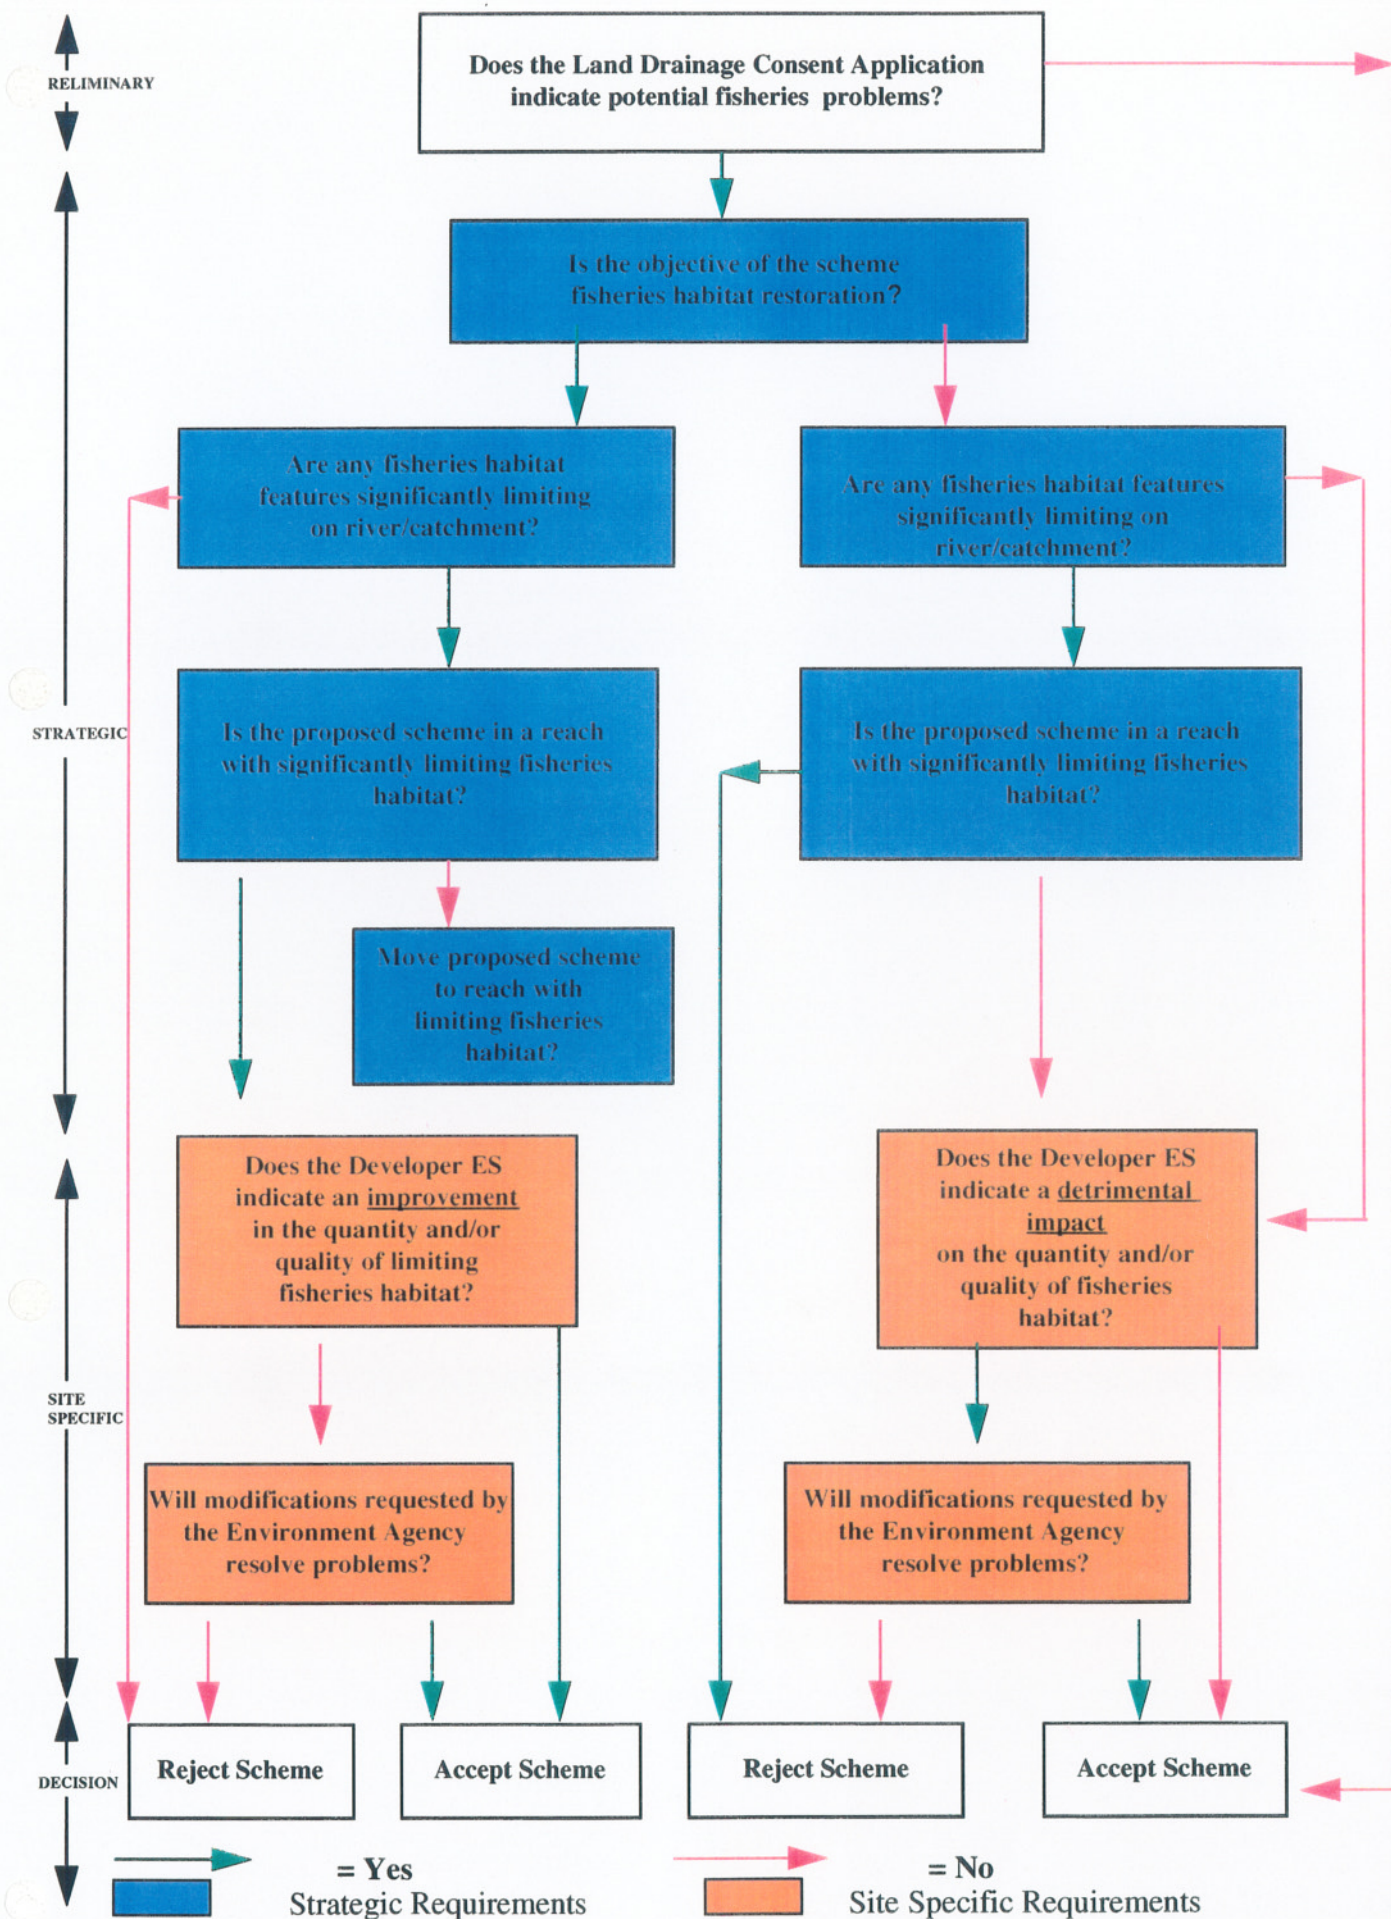 RELIMINARY
Does the Land Drainage Consent Application
indicate potential fisheries problems?
Is the objective of the scheme
fisheries habitat restoration?
Are any fisheries habitat
features significantly limiting
on river/catchment?
Are any fisheries habitat features
significantly limiting on
river/catchment?
STRATEGIC
Is the proposed scheme in a reach
with significantly limiting fisheries
habitat?
Is the proposed scheme in a reach
with significantly limiting fisheries
habitat?
Move proposed scheme
to reach with
limiting fisheries
habitat?
Does the Developer ES
indicate an improvement
in the quantity and/or
quality of limiting
fisheries habitat?
Does the Developer ES
indicate a detrimental
impact
on the quantity and/or
quality of fisheries
habitat?
SITE
SPECIFIC
Will modifications requested by
the Environment Agency
resolve problems?
Will modifications requested by
the Environment Agency
resolve problems?
DECISION
Reject Scheme
Accept Scheme
Reject Scheme
Accept Scheme
= Yes
= No
Strategic Requirements
Site Specific Requirements